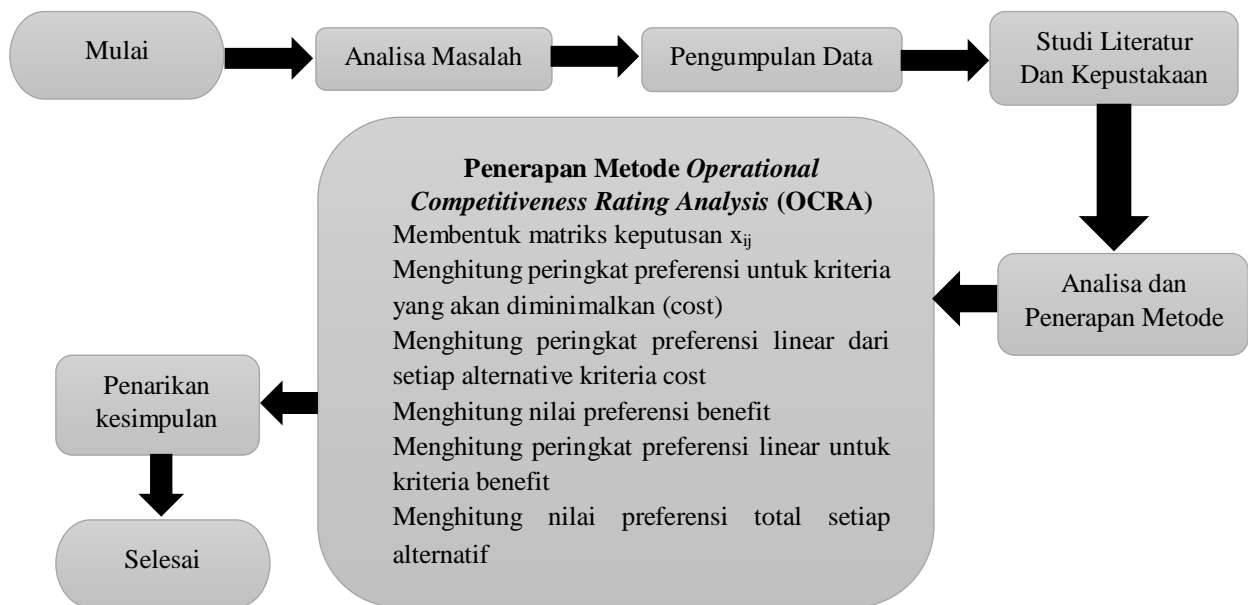 Mulai
Analisa Masalah
Pengumpulan Data
Studi Literatur
Dan Kepustakaan
Analisa dan
Penerapan Metode
Penerapan Metode Operational
Competitiveness Rating Analysis (OCRA)
Membentuk matriks keputusan xij
Menghitung peringkat preferensi untuk kriteria
yang akan diminimalkan (cost)
Menghitung peringkat preferensi linear dari
setiap alternative kriteria cost
Menghitung nilai preferensi benefit
Menghitung peringkat preferensi linear untuk
kriteria benefit
Menghitung nilai preferensi total setiap
alternatif
Penarikan
kesimpulan
Selesai